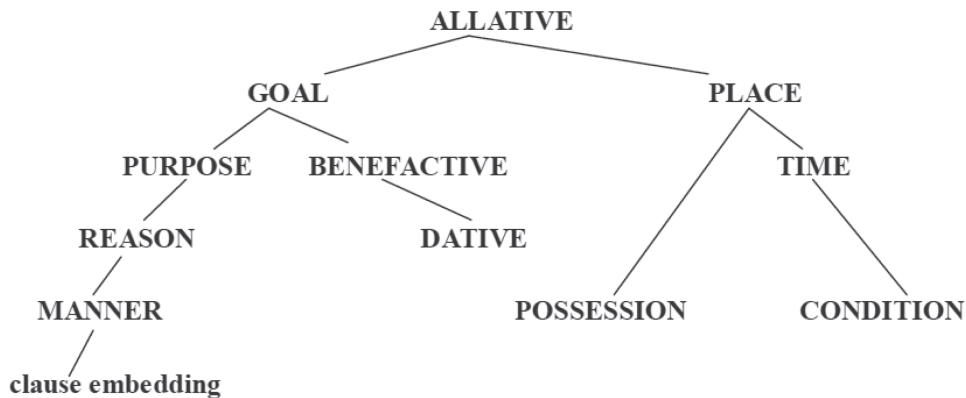 ALLATIVE
GOAL PLACE
PURPOSE BENEFACTIVE TIME
REASON DATIVE
MANNER POSSESSION CONDITION
clause embedding